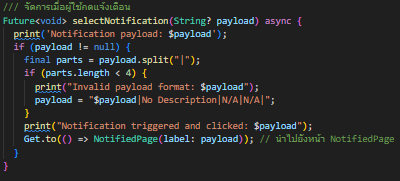 /// จัดการเมื่อผู้ใช้กดแจ้งเตือน
Future<void> selectNotification(String? payload) async {
  print('Notification payload: $payload');
  if (payload != null) {
    final parts = payload.split("|");
    if (parts.length < 4) {
      print("Invalid payload format: $payload");
      payload = "$payload|No Description|N/A|N/A|";
    }
    print("Notification triggered and clicked: $payload");
    Get.to(() => NotifiedPage(label: payload)); // นำไปยังหน้า NotifiedPage
  }
}